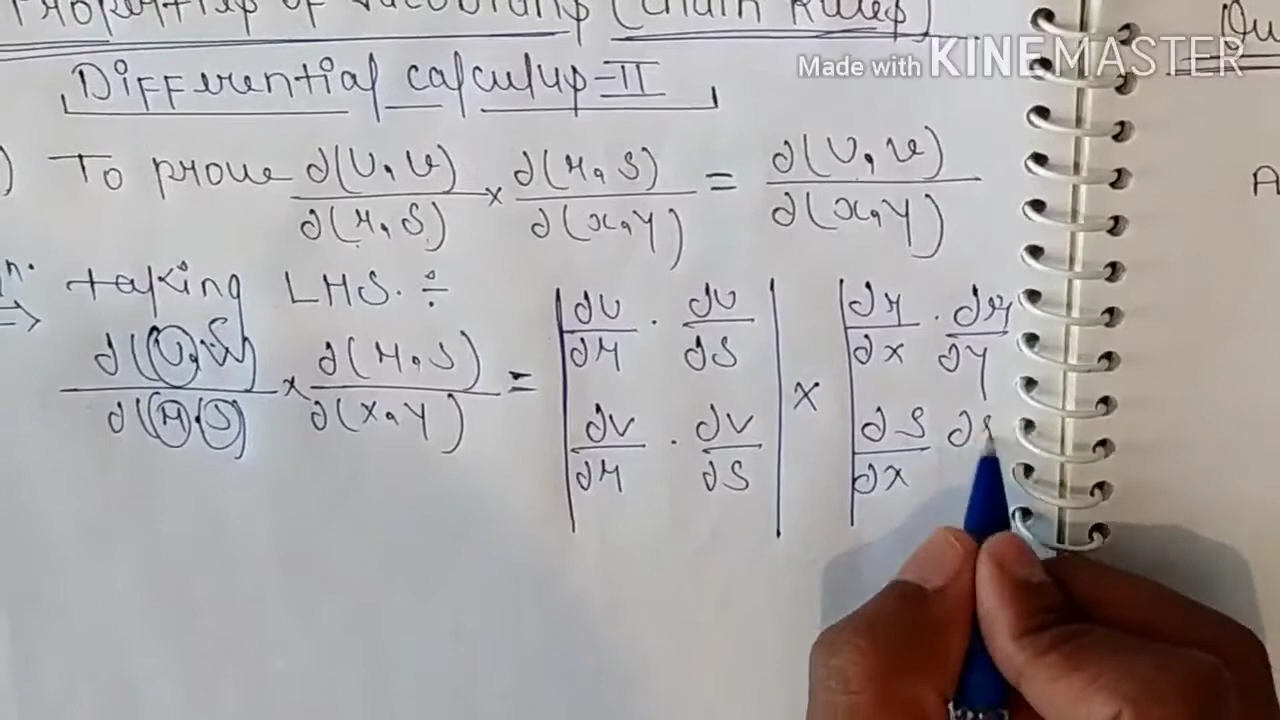 Properties of Jacobians (Chain Rules)
Made with KINEMASTER
Differential calculus-II
) To prove ∂(U, V)/∂(r, S) × ∂(r, S)/∂(x, y) = ∂(U, V)/∂(x, y)
n. ⇒ taking LHS. ÷
∂(U, V)/∂(r, S) × ∂(r, S)/∂(x, y) = | ∂U/∂r . ∂U/∂S | × | ∂r/∂x . ∂r/∂y
∂V/∂r . ∂V/∂S | ∂S/∂x ∂S
A